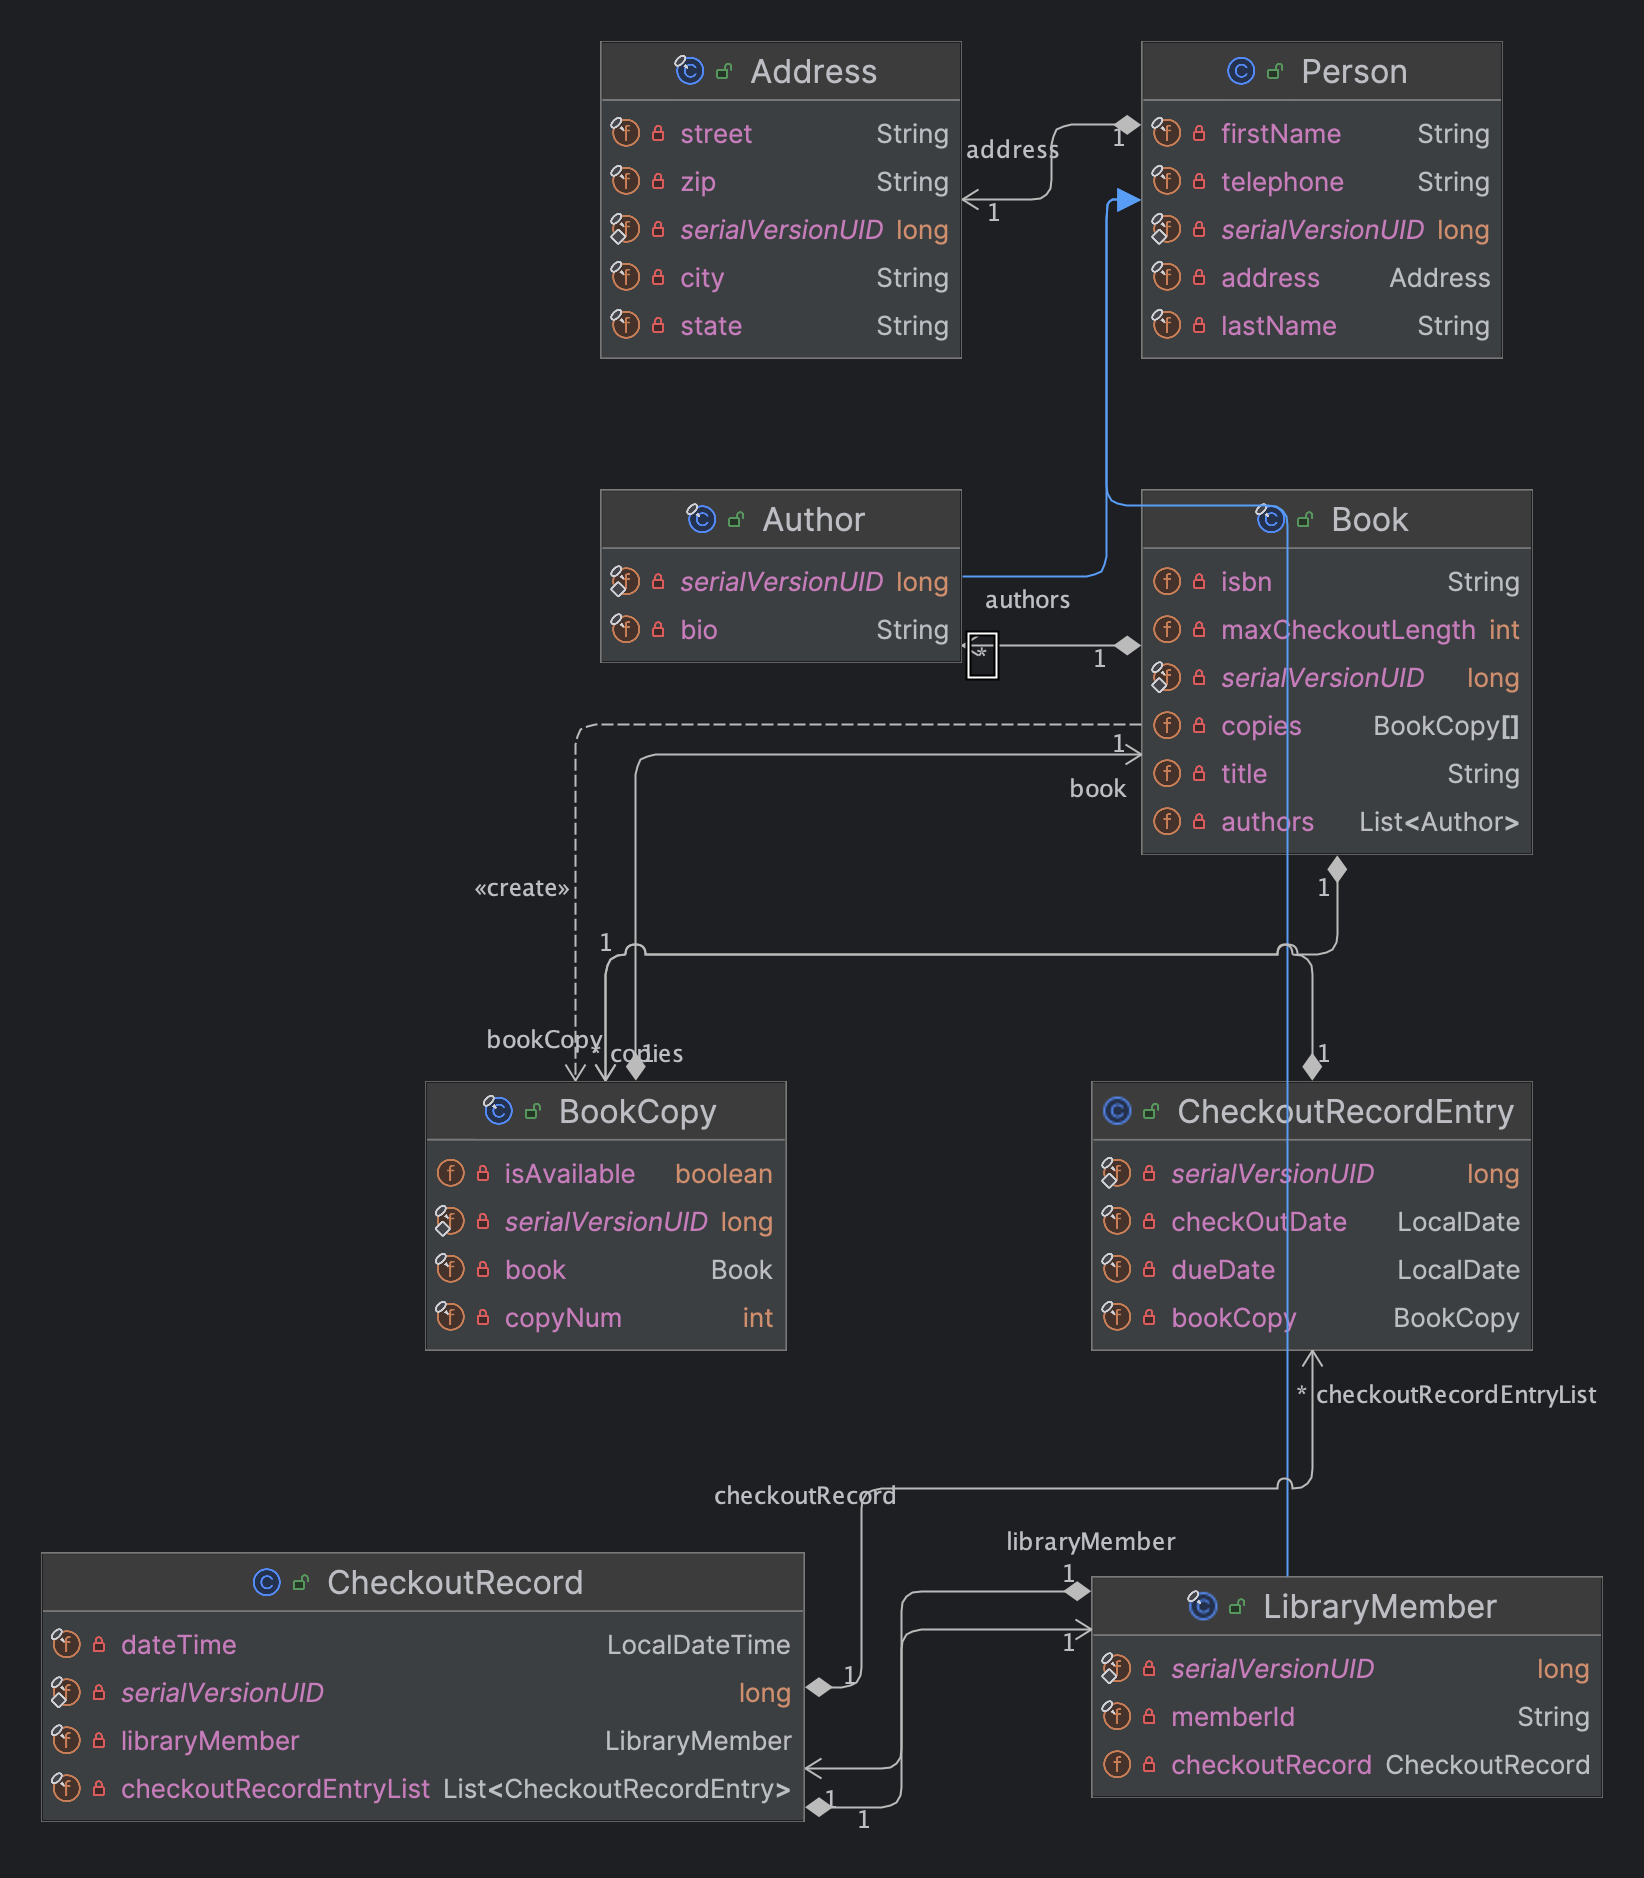 Address
street String
zip String
serialVersionUID long
city String
state String
Person
firstName String
telephone String
serialVersionUID long
address Address
lastName String
address
1
1
Author
serialVersionUID long
bio String
Book
isbn String
maxCheckoutLength int
serialVersionUID long
copies BookCopy[]
title String
authors List<Author>
authors
*
1
1
book
«create»
1
1
bookCopy
* copies
1
1
BookCopy
isAvailable boolean
serialVersionUID long
book Book
copyNum int
CheckoutRecordEntry
serialVersionUID long
checkOutDate LocalDate
dueDate LocalDate
bookCopy BookCopy
* checkoutRecordEntryList
checkoutRecord
libraryMember
1
1
CheckoutRecord
dateTime LocalDateTime
serialVersionUID long
libraryMember LibraryMember
checkoutRecordEntryList List<CheckoutRecordEntry>
1
1
1
LibraryMember
serialVersionUID long
memberId String
checkoutRecord CheckoutRecord